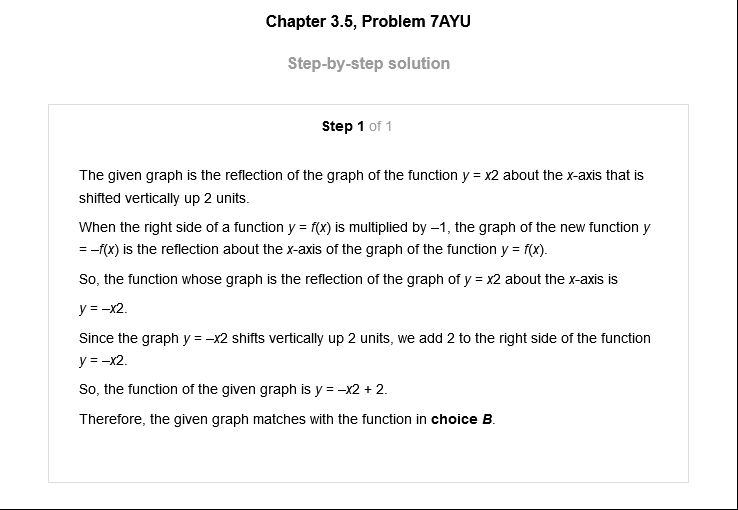 Chapter 3.5, Problem 7AYU
Step-by-step solution
Step 1 of 1
The given graph is the reflection of the graph of the function y = x2 about the x-axis that is
shifted vertically up 2 units.
When the right side of a function y = f(x) is multiplied by –1, the graph of the new function y
= –f(x) is the reflection about the x-axis of the graph of the function y = f(x).
So, the function whose graph is the reflection of the graph of y = x2 about the x-axis is
y = –x2.
Since the graph y = –x2 shifts vertically up 2 units, we add 2 to the right side of the function
y = –x2.
So, the function of the given graph is y = –x2 + 2.
Therefore, the given graph matches with the function in choice B.